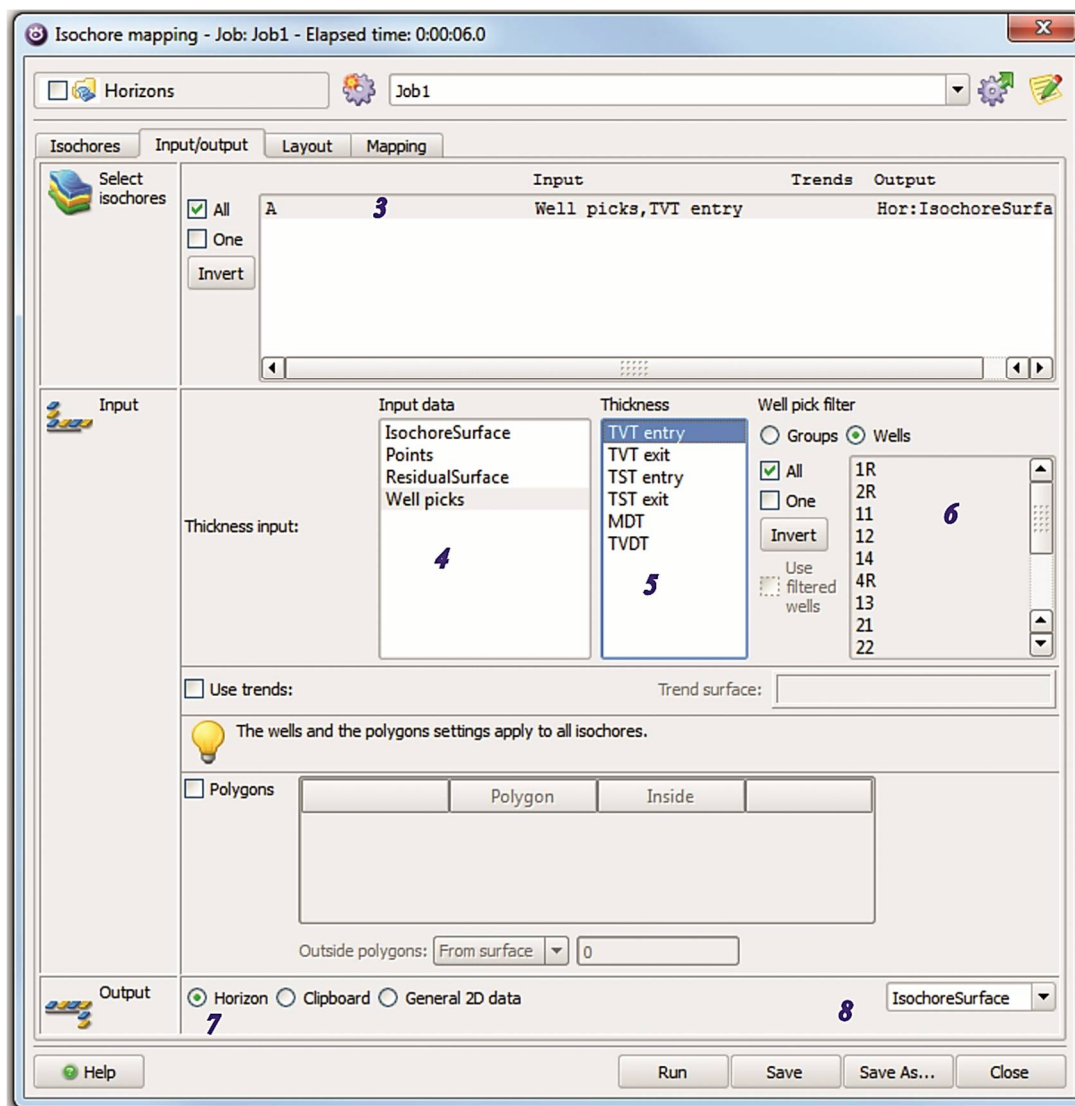 Isochore mapping - Job: Job1 - Elapsed time: 0:00:06.0
Horizons
Job1
Isochores
Input/output
Layout
Mapping
Select isochores
Input Trends Output
All
One
Invert
A 3 Well picks,TVT entry Hor:IsochoreSurfa
Input
Thickness input:
Input data
IsochoreSurface
Points
ResidualSurface
Well picks
4
Thickness
TVT entry
TVT exit
TST entry
TST exit
MDT
TVDT
5
Well pick filter
Groups
Wells
All
One
Invert
Use filtered wells
1R
2R
11
12
14
4R
13
21
22
6
Use trends:
Trend surface:
The wells and the polygons settings apply to all isochores.
Polygons
Polygon Inside
Outside polygons: From surface 0
Output
Horizon Clipboard General 2D data
7
8
IsochoreSurface
Help
Run
Save
Save As...
Close